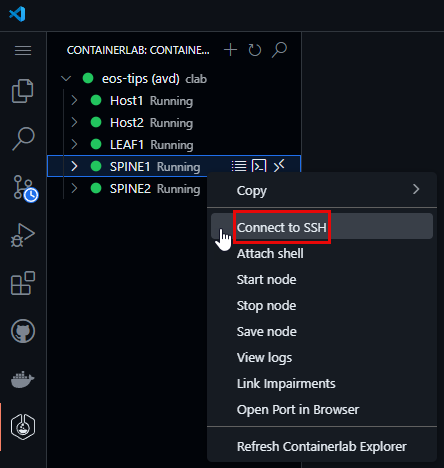 CONTAINERLAB: CONTAINE...
eos-tips (avd) clab
Host1 Running
Host2 Running
LEAF1 Running
SPINE1 Running
SPINE2 Running
Copy
Connect to SSH
Attach shell
Start node
Stop node
Save node
View logs
Link Impairments
Open Port in Browser
Refresh Containerlab Explorer